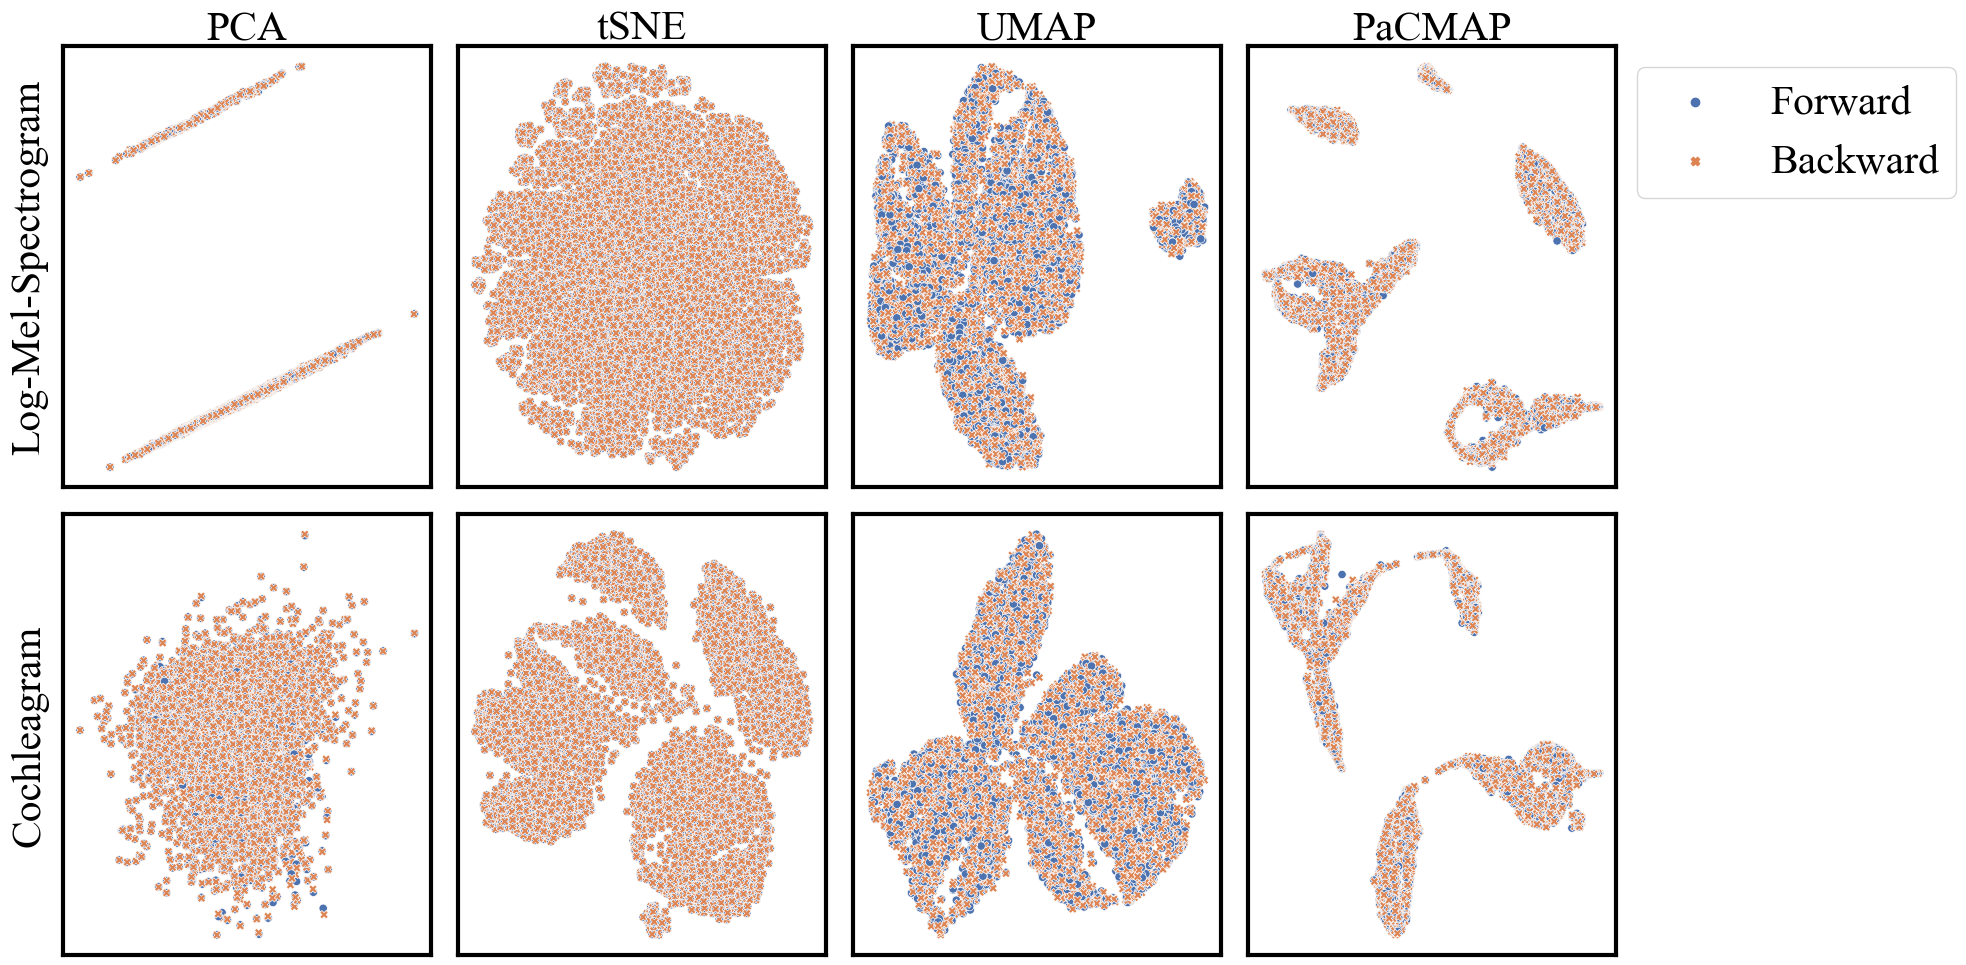 PCA
tSNE
UMAP
PaCMAP
Forward
Backward
Log-Mel-Spectrogram
Cochleagram